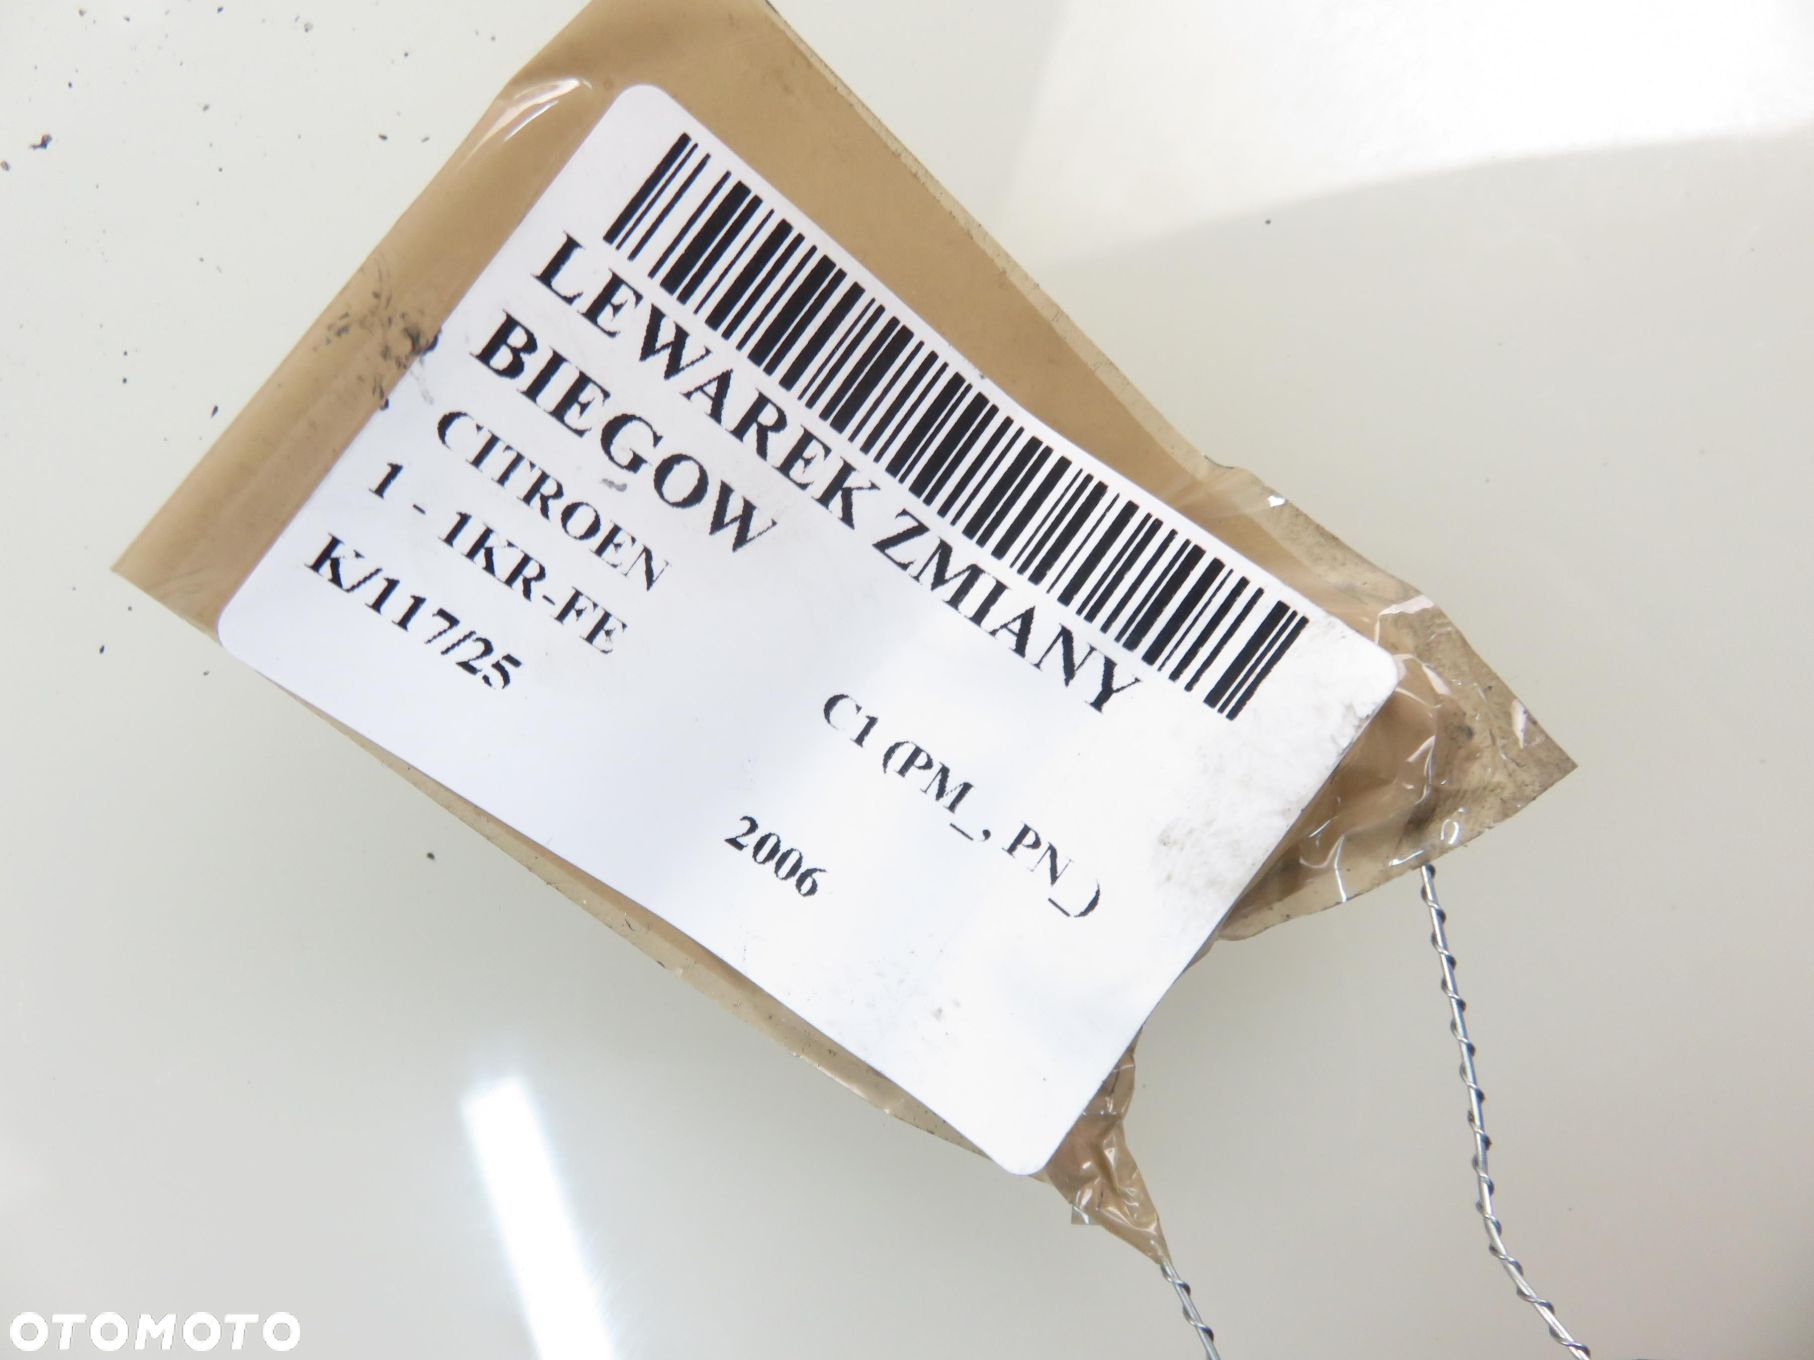 LEWAREK ZMIANY
BIEGOW
CITROEN C1 (PM_, PN_)
1 - 1KR-FE 2006
K/117/25
OTOMOTO